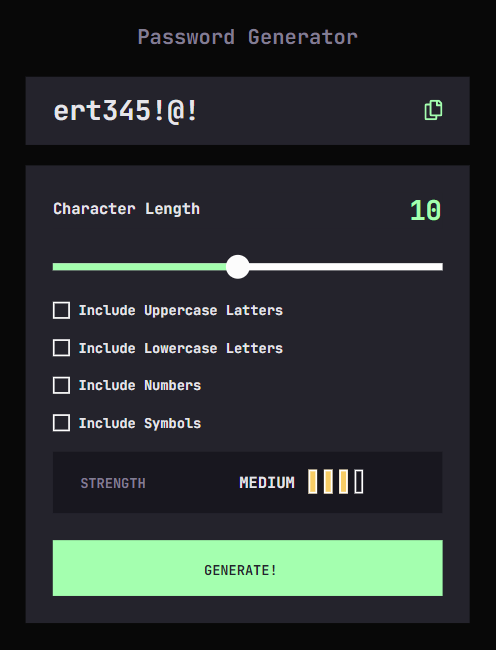 Password Generator
ert345!@!
Character Length
10
Include Uppercase Latters
Include Lowercase Letters
Include Numbers
Include Symbols
STRENGTH MEDIUM
GENERATE!